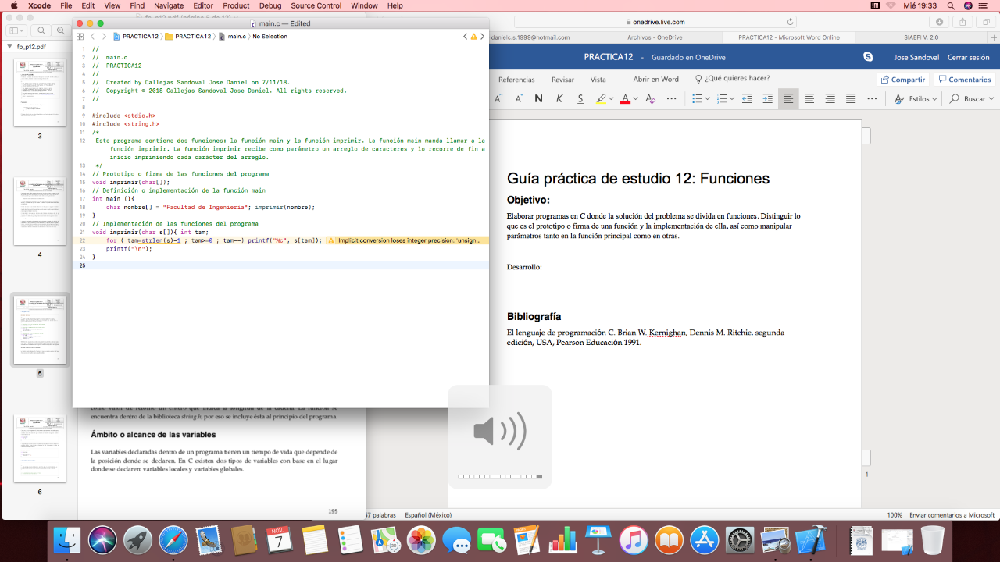 Xcode File Edit View Find Navigate Editor Product Debug Source Control Window Help
Mié 19:33
fp_p12.pdf
3
4
5
6
main.c — Edited
PRACTICA12 PRACTICA12 main.c No Selection
1 //
2 // main.c
3 // PRACTICA12
4 //
5 // Created by Callejas Sandoval Jose Daniel on 7/11/18.
6 // Copyright © 2018 Callejas Sandoval Jose Daniel. All rights reserved.
7 //
8
9 #include <stdio.h>
10 #include <string.h>
11 /*
12 Este programa contiene dos funciones: la función main y la función imprimir. La función main manda llamar a la
función imprimir. La función imprimir recibe como parámetro un arreglo de caracteres y lo recorre de fin a
inicio imprimiendo cada carácter del arreglo.
13 */
14 // Prototipo o firma de las funciones del programa
15 void imprimir(char[]);
16 // Definición o implementación de la función main
17 int main (){
18 char nombre[] = "Facultad de Ingeniería"; imprimir(nombre);
19 }
20 // Implementación de las funciones del programa
21 void imprimir(char s[]){ int tam;
22 for ( tam=strlen(s)-1 ; tam>=0 ; tam--) printf("%c", s[tam]); Implicit conversion loses integer precision: 'unsign...
23 printf("\n");
24 }
25
encuentra dentro de la biblioteca string.h, por eso se incluye ésta al principio del programa.
Ámbito o alcance de las variables
Las variables declaradas dentro de un programa tienen un tiempo de vida que depende de
la posición donde se declaren. En C existen dos tipos de variables con base en el lugar
donde se declaren: variables locales y variables globales.
195
onedrive.live.com
danielc.s.1999@hotmail.com Archivos - OneDrive PRACTICA12 - Microsoft Word Online SIAEFI V. 2.0
PRACTICA12 - Guardado en OneDrive Jose Sandoval Cerrar sesión
Referencias Revisar Vista Abrir en Word ¿Qué quieres hacer? Compartir Comentarios
N K A Estilos Buscar
Guía práctica de estudio 12: Funciones
Objetivo:
Elaborar programas en C donde la solución del problema se divida en funciones. Distinguir lo
que es el prototipo o firma de una función y la implementación de ella, así como manipular
parámetros tanto en la función principal como en otras.
Desarrollo:
Bibliografía
El lenguaje de programación C. Brian W. Kernighan, Dennis M. Ritchie, segunda
edición, USA, Pearson Educación 1991.
1
57 palabras Español (México) 100% Enviar comentarios a Microsoft
NOV
7